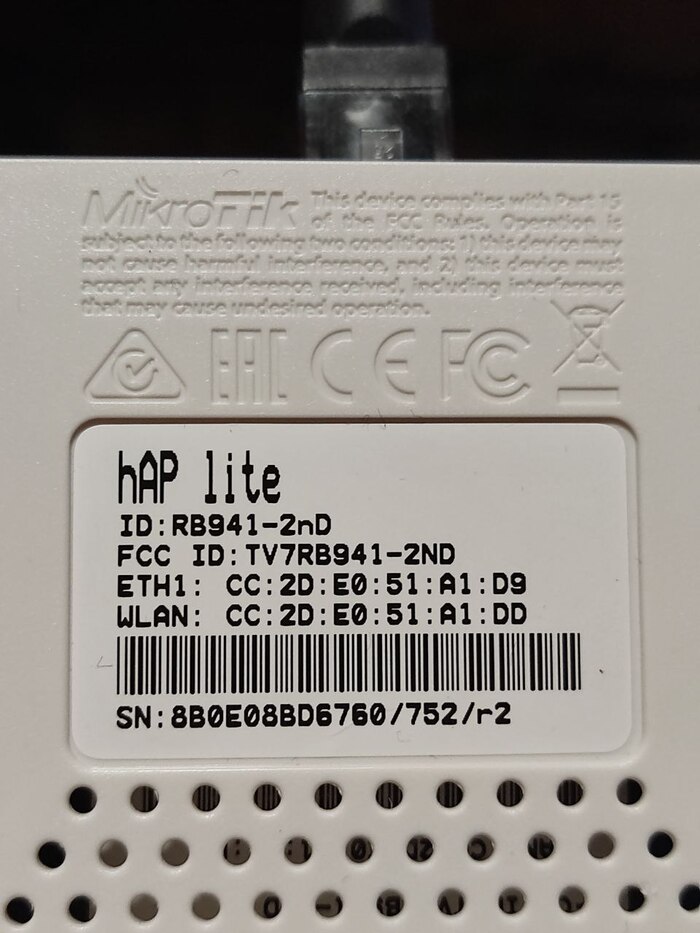 MikroTik
This device complies with Part 15
of the FCC Rules. Operation is
subject to the following two conditions: 1) this device may
not cause harmful interference, and 2) this device must
accept any interference received, including interference
that may cause undesired operation.
EAC CE FC
hAP lite
ID:RB941-2nD
FCC ID:TV7RB941-2ND
ETH1: CC:2D:E0:51:A1:D9
WLAN: CC:2D:E0:51:A1:DD
SN:8B0E08BD6760/752/r2